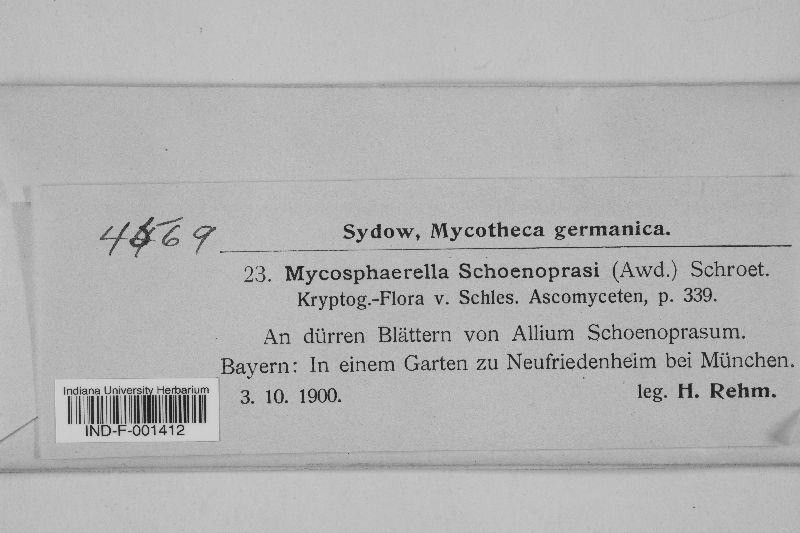 Sydow, Mycotheca germanica.
23. Mycosphaerella Schoenoprasi (Awd.) Schroet.
Kryptog.-Flora v. Schles. Ascomyceten, p. 339.
An dürren Blättern von Allium Schoenoprasum.
Bayern: In einem Garten zu Neufriedenheim bei München.
3. 10. 1900. leg. H. Rehm.
Indiana University Herbarium
IND-F-001412